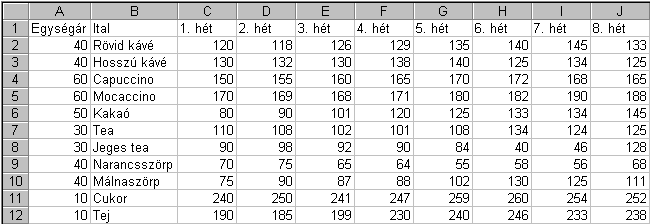 A B C D E F G H I J
1 Egységár Ital 1. hét 2. hét 3. hét 4. hét 5. hét 6. hét 7. hét 8. hét
2 40 Rövid kávé 120 118 126 129 135 140 145 133
3 40 Hosszú kávé 130 132 130 138 140 125 134 125
4 60 Capuccino 150 155 160 165 170 172 168 165
5 60 Mocaccino 170 169 168 171 180 182 190 188
6 50 Kakaó 80 90 101 120 125 133 134 145
7 30 Tea 110 108 102 101 108 134 124 125
8 30 Jeges tea 90 98 92 90 84 40 46 128
9 40 Narancsszörp 70 75 65 64 55 58 56 68
10 40 Málnaszörp 75 90 87 88 102 130 125 111
11 10 Cukor 240 250 241 247 259 260 254 252
12 10 Tej 190 185 199 230 240 246 233 238